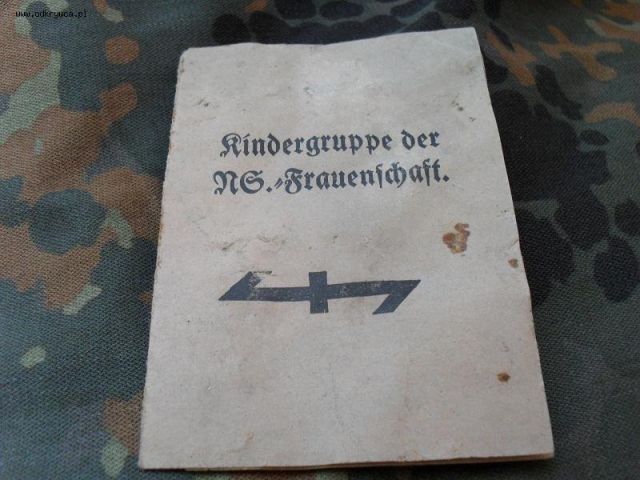 www.odkrywca.pl
Kindergruppe der
NS.-Frauenschaft.